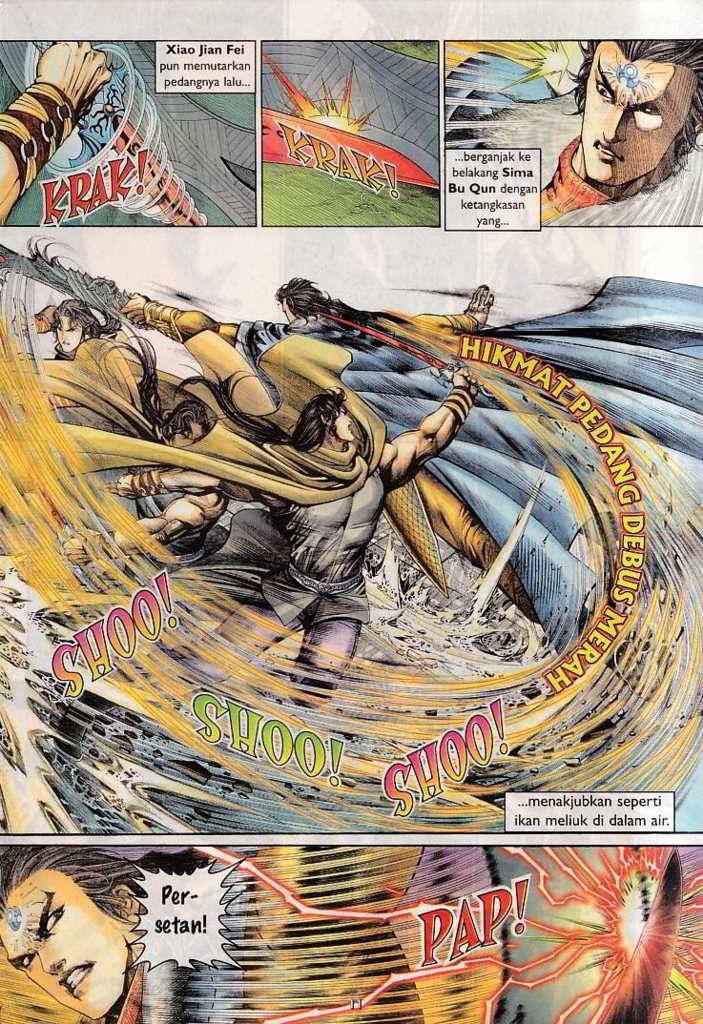 Xiao Jian Fei
pun memutarkan
pedangnya lalu...
KRAK!
KRAK!
...berganjak ke
belakang Sima
Bu Qun dengan
ketangkasan
yang...
HIKMAT PEDANG DEBUS MERAH
SHOO!
SHOO!
SHOO!
...menakjubkan seperti
ikan meliuk di dalam air.
Per-
setan!
PAP!
11